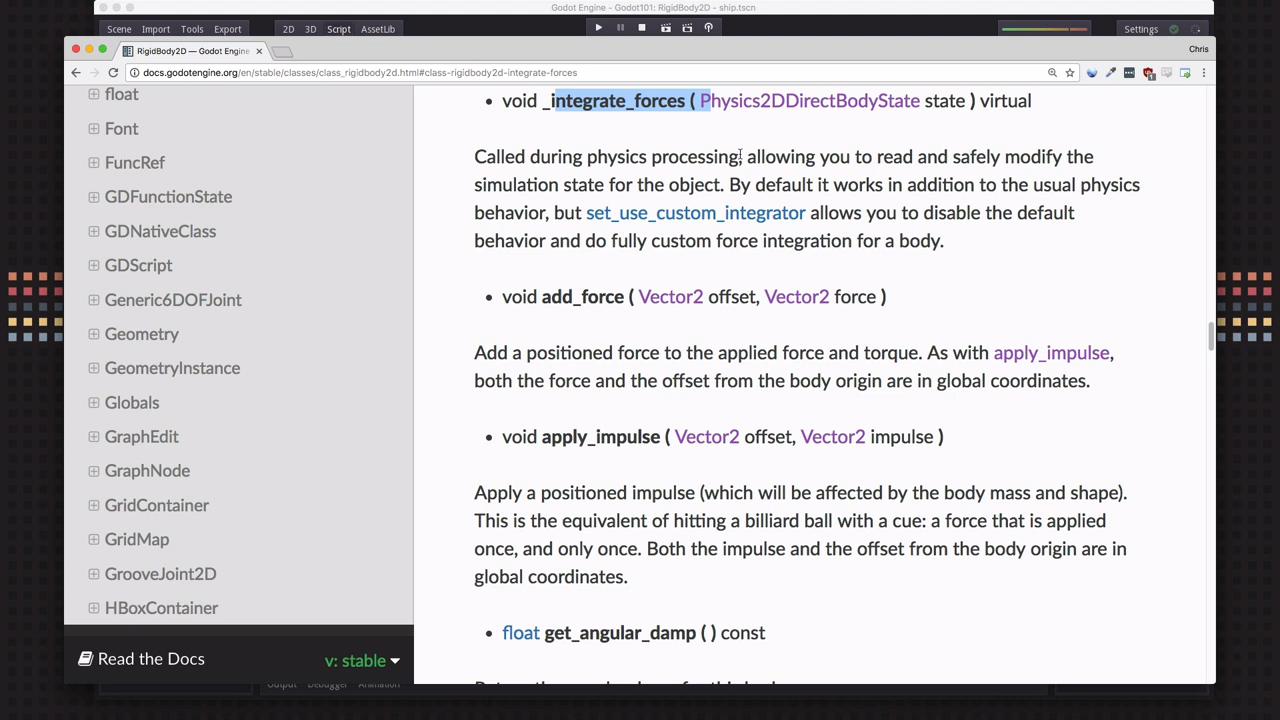 Godot Engine - Godot101: RigidBody2D - ship.tscn
Scene Import Tools Help 2D 3D Script AssetLib Settings
RigidBody2D — Godot Engine
Chris
docs.godotengine.org/en/stable/classes/class_rigidbody2d.html#class-rigidbody2d-integrate-forces
float
Font
FuncRef
GDFunctionState
GDNativeClass
GDScript
Generic6DOFJoint
Geometry
GeometryInstance
Globals
GraphEdit
GraphNode
GridContainer
GridMap
GrooveJoint2D
HBoxContainer
Read the Docs
v: stable
void _integrate_forces ( Physics2DDirectBodyState state ) virtual
Called during physics processing, allowing you to read and safely modify the
simulation state for the object. By default it works in addition to the usual physics
behavior, but set_use_custom_integrator allows you to disable the default
behavior and do fully custom force integration for a body.
void add_force ( Vector2 offset, Vector2 force )
Add a positioned force to the applied force and torque. As with apply_impulse,
both the force and the offset from the body origin are in global coordinates.
void apply_impulse ( Vector2 offset, Vector2 impulse )
Apply a positioned impulse (which will be affected by the body mass and shape).
This is the equivalent of hitting a billiard ball with a cue: a force that is applied
once, and only once. Both the impulse and the offset from the body origin are in
global coordinates.
float get_angular_damp ( ) const
Output Debugger Animation